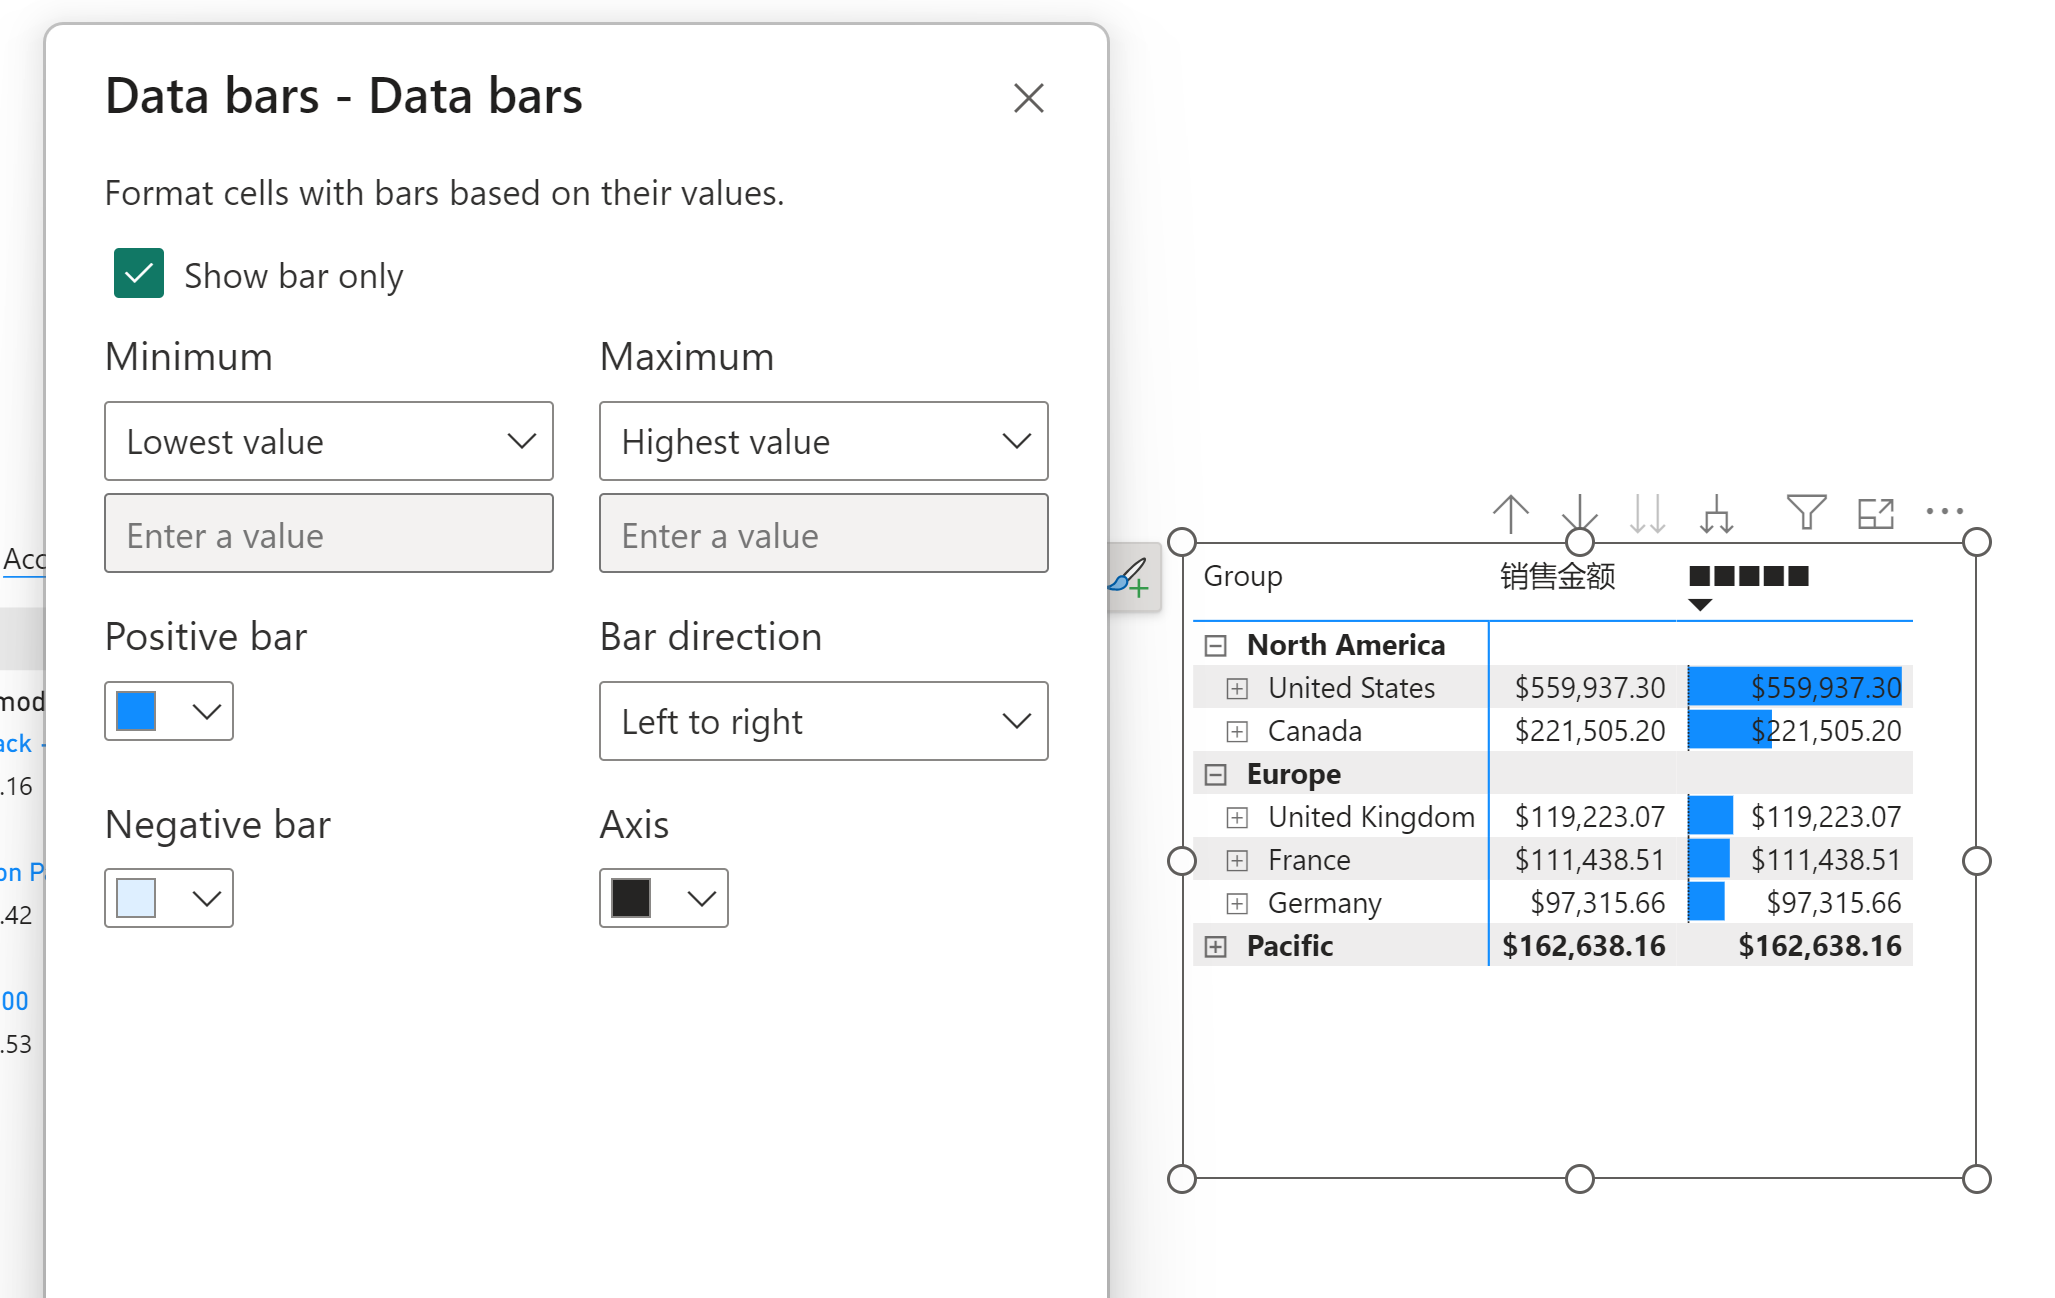 Data bars - Data bars
Format cells with bars based on their values.
Show bar only
Minimum
Maximum
Lowest value
Highest value
Enter a value
Enter a value
Positive bar
Bar direction
Left to right
Negative bar
Axis
Acc
mod
ack -
.16
on Pa
.42
00
.53
Group 销售金额 ■■■■■
North America
United States $559,937.30 $559,937.30
Canada $221,505.20 $221,505.20
Europe
United Kingdom $119,223.07 $119,223.07
France $111,438.51 $111,438.51
Germany $97,315.66 $97,315.66
Pacific $162,638.16 $162,638.16